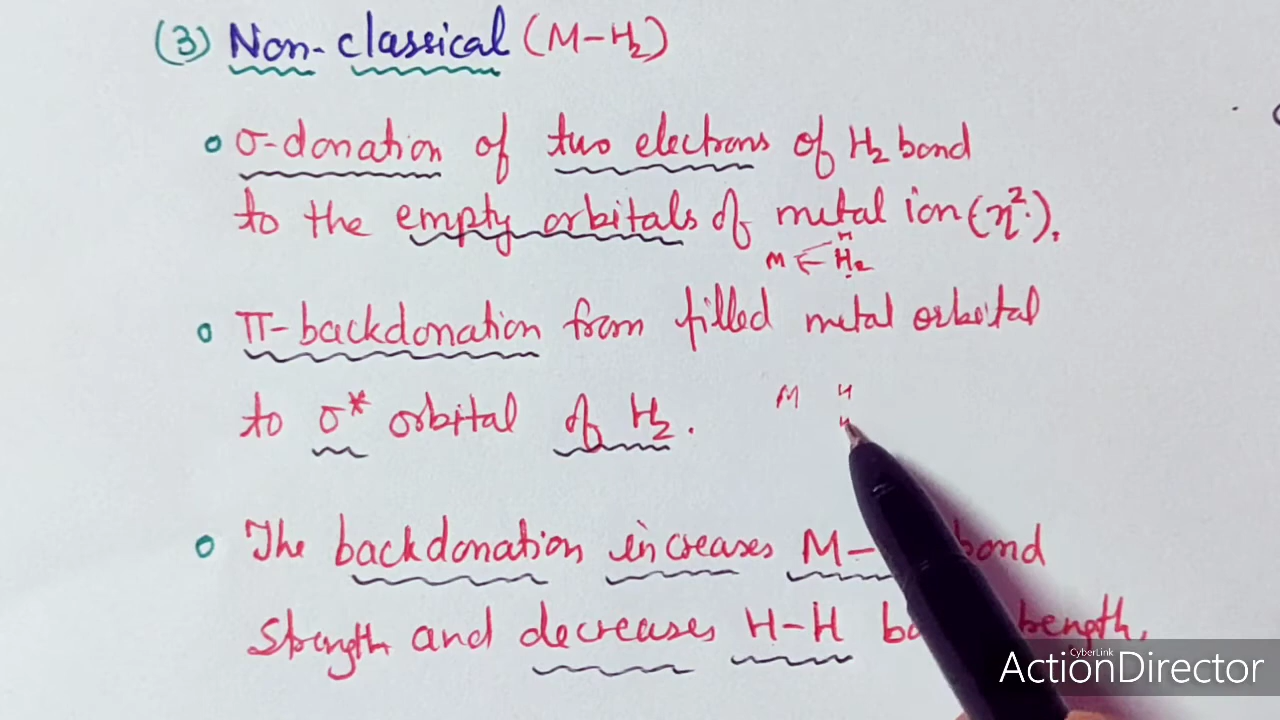 (3) Non-classical (M-H₂)
σ-donation of two electrons of H₂ bond
to the empty orbitals of metal ion (η²).
H
M ← H₂
π-backdonation from filled metal orbital
to σ* orbital of H₂.
M H
H
The backdonation increases M- bond
strength and decreases H-H
CyberLink
ActionDirector